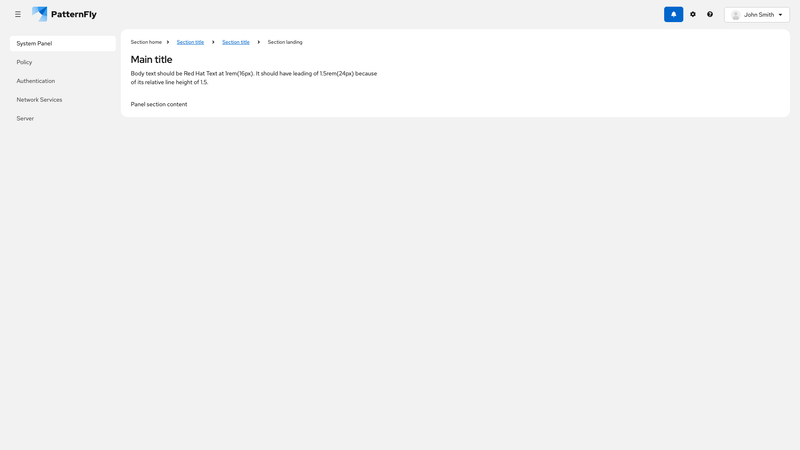 PatternFly
John Smith
System Panel
Policy
Authentication
Network Services
Server
Section home Section title Section title Section landing
Main title
Body text should be Red Hat Text at 1rem(16px). It should have leading of 1.5rem(24px) because
of its relative line height of 1.5.
Panel section content